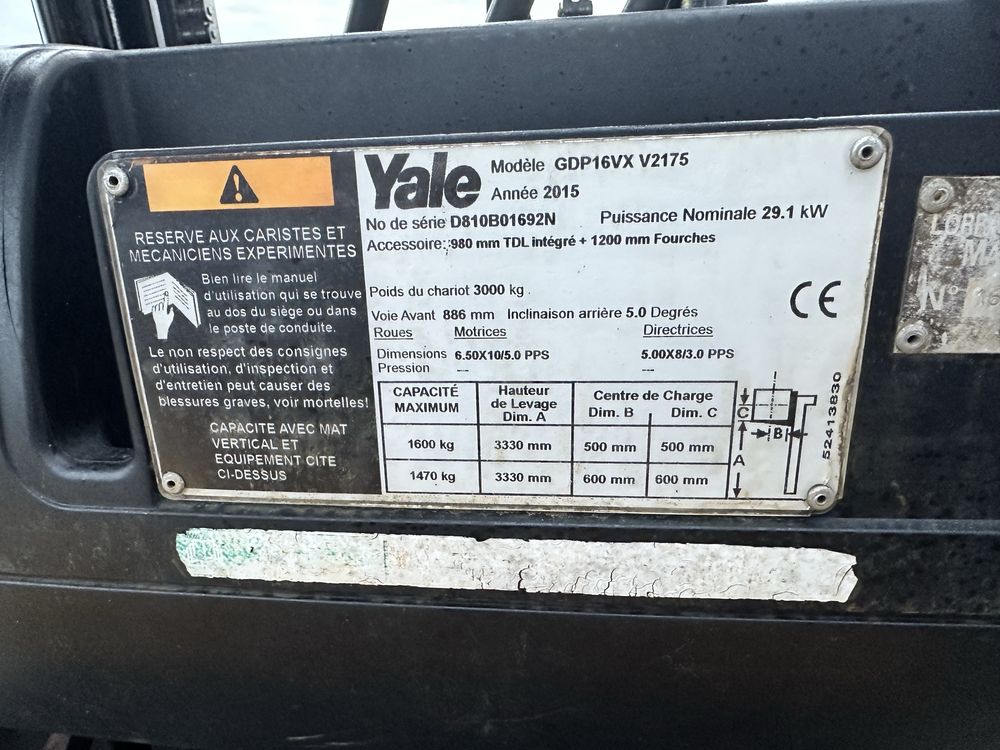 RESERVE AUX CARISTES ET
MECANICIENS EXPERIMENTES
Bien lire le manuel
d'utilisation qui se trouve
au dos du siège ou dans
le poste de conduite.
Le non respect des consignes
d'utilisation, d'inspection et
d'entretien peut causer des
blessures graves, voir mortelles!
CAPACITE AVEC MAT
VERTICAL ET
EQUIPEMENT CITE
CI-DESSUS
Yale
Modèle GDP16VX V2175
Année 2015
No de série D810B01692N Puissance Nominale 29.1 kW
Accessoire: 980 mm TDL intégré + 1200 mm Fourches
Poids du chariot 3000 kg
CE
Voie Avant 886 mm Inclinaison arrière 5.0 Degrés
Roues Motrices Directrices
Dimensions 6.50X10/5.0 PPS 5.00X8/3.0 PPS
Pression --- ---
CAPACITÉ MAXIMUM Hauteur de Levage Dim. A Centre de Charge Dim. B Dim. C
1600 kg 3330 mm 500 mm 500 mm
1470 kg 3330 mm 600 mm 600 mm
C
B
A
52413830
N°